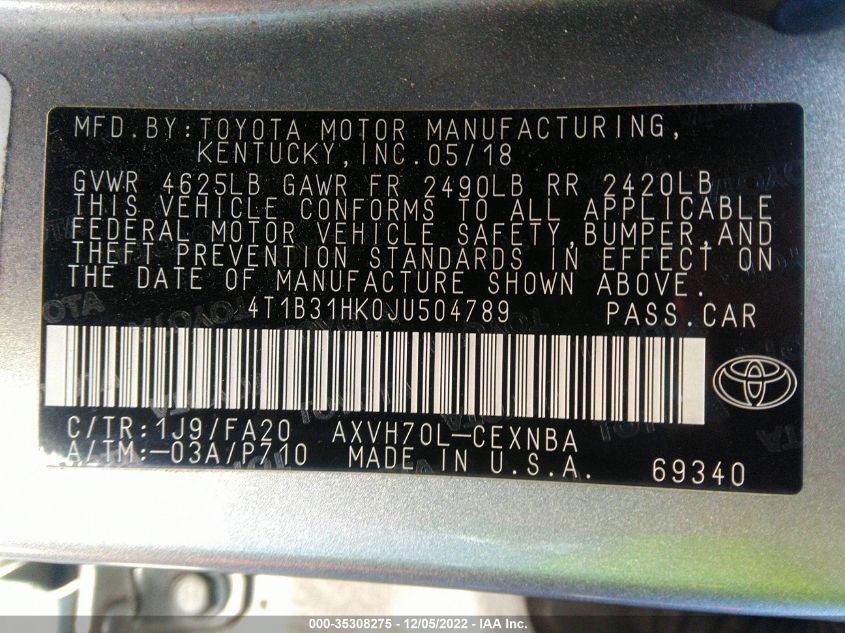 MFD.BY:TOYOTA MOTOR MANUFACTURING,
KENTUCKY,INC.05/18
GVWR 4625LB GAWR FR 2490LB RR 2420LB
THIS VEHICLE CONFORMS TO ALL APPLICABLE
FEDERAL MOTOR VEHICLE SAFETY,BUMPER,AND
THEFT PREVENTION STANDARDS IN EFFECT ON
THE DATE OF MANUFACTURE SHOWN ABOVE.
4T1B31HK0JU504789 PASS.CAR
C/TR:1J9/FA20 AXVH70L-CEXNBA
A/TM:-03A/P710 MADE IN U.S.A. 69340
000-35308275 - 12/05/2022 - IAA Inc.